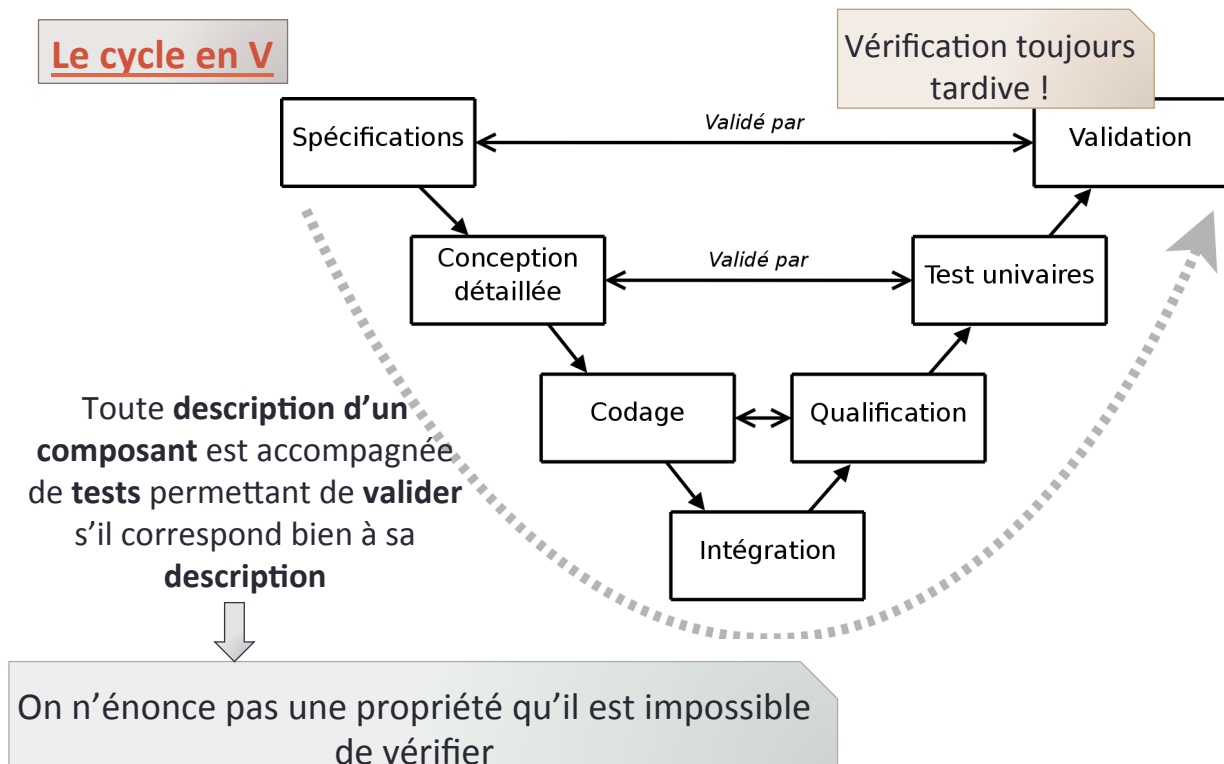 Le cycle en V
Vérification toujours
tardive !
Spécifications
Validé par
Validation
Conception
détaillée
Validé par
Test univaires
Codage
Qualification
Intégration
Toute description d’un
composant est accompagnée
de tests permettant de valider
s’il correspond bien à sa
description
On n’énonce pas une propriété qu’il est impossible
de vérifier